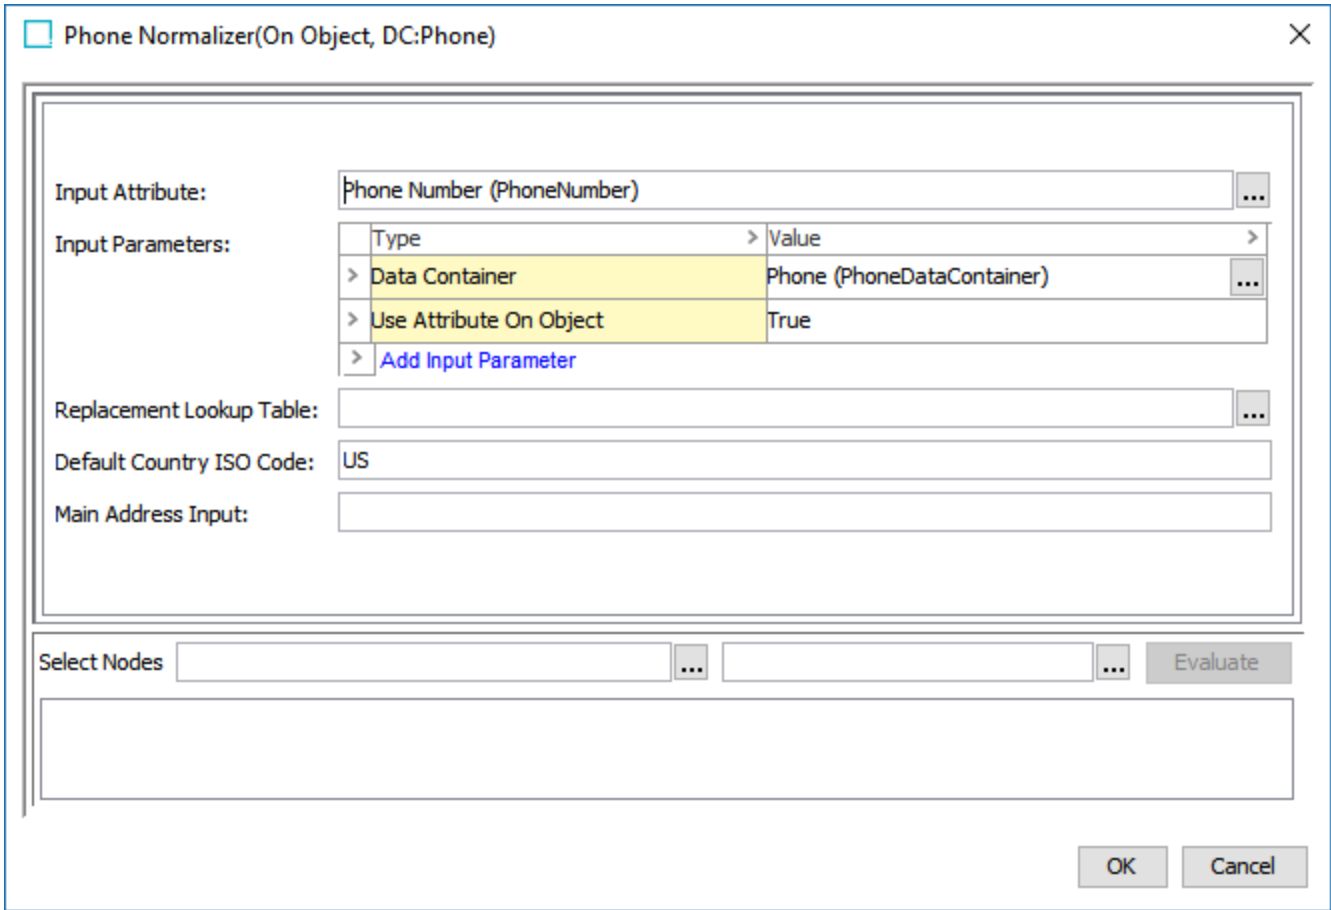 Phone Normalizer(On Object, DC:Phone)
Input Attribute: Phone Number (PhoneNumber) ...
Input Parameters: Type > Value >
> Data Container Phone (PhoneDataContainer) ...
> Use Attribute On Object True
> Add Input Parameter
Replacement Lookup Table: ...
Default Country ISO Code: US
Main Address Input:
Select Nodes ... ... Evaluate
OK Cancel